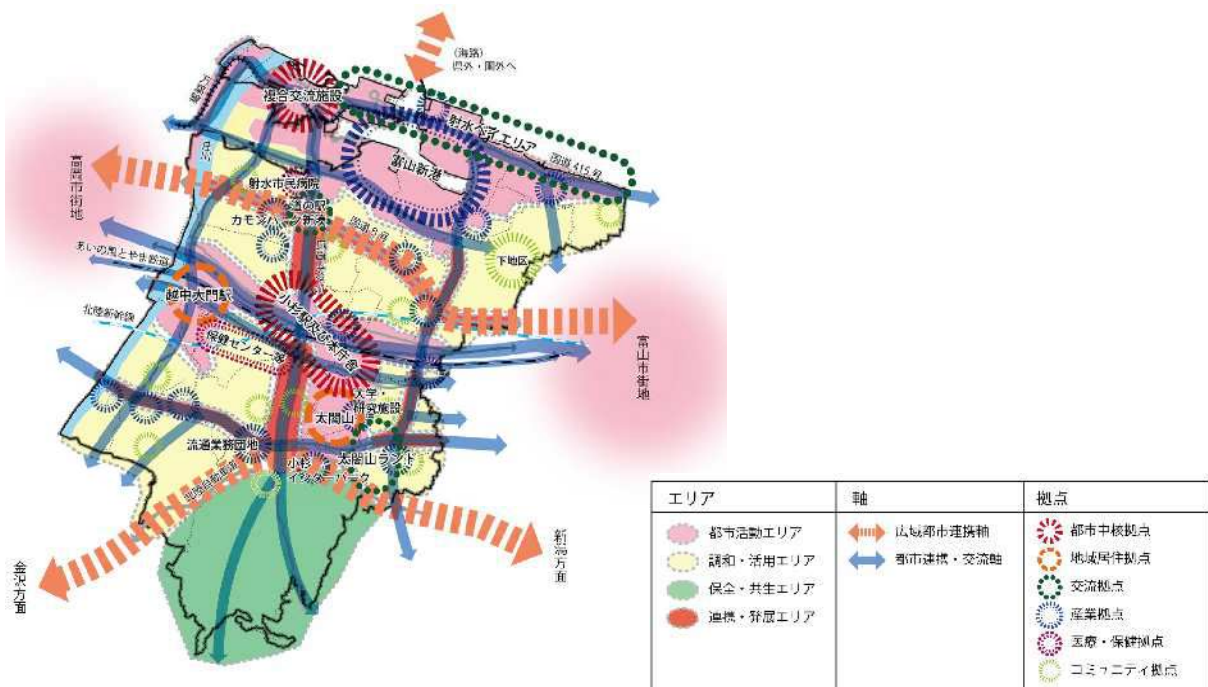 (海路)
県外・国外へ
複合交流施設
射水ベイエリア
国道415号
富山新港
高岡市街地
射水市民病院
道の駅
カモンパーク新湊
国道8号
下地区
あいの風とやま鉄道
越中大門駅
小杉駅及び本庁舎
北陸新幹線
保健センター等
富山市街地
大学・
研究施設
太閤山
流通業務団地
小杉
インターパーク
太閤山ランド
北陸自動車道
金沢方面
新潟方面
エリア
都市活動エリア
調和・活用エリア
保全・共生エリア
連携・発展エリア
軸
広域都市連携軸
都市連携・交流軸
拠点
都市中核拠点
地域居住拠点
交流拠点
産業拠点
医療・保健拠点
コミュニティ拠点